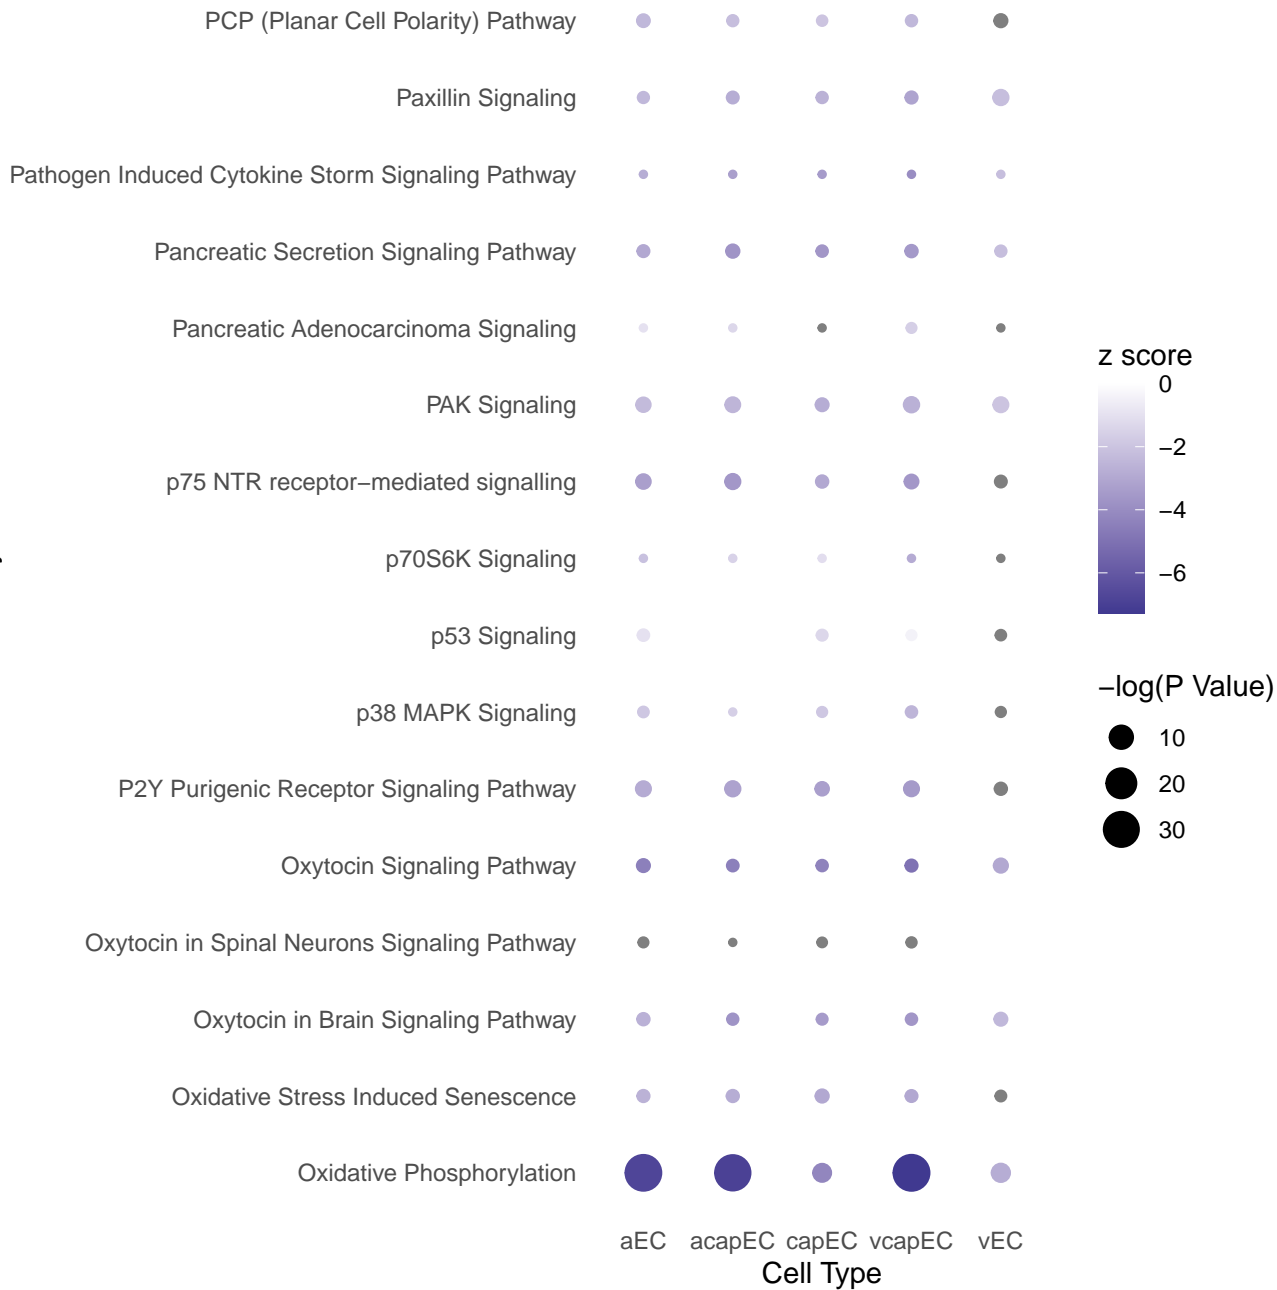 PCP (Planar Cell Polarity) Pathway
Paxillin Signaling
Pathogen Induced Cytokine Storm Signaling Pathway
Pancreatic Secretion Signaling Pathway
Pancreatic Adenocarcinoma Signaling
PAK Signaling
p75 NTR receptor−mediated signalling
p70S6K Signaling
p53 Signaling
p38 MAPK Signaling
P2Y Purigenic Receptor Signaling Pathway
Oxytocin Signaling Pathway
Oxytocin in Spinal Neurons Signaling Pathway
Oxytocin in Brain Signaling Pathway
Oxidative Stress Induced Senescence
Oxidative Phosphorylation
aEC acapEC capEC vcapEC vEC
Cell Type
z score
0
−2
−4
−6
−log(P Value)
10
20
30